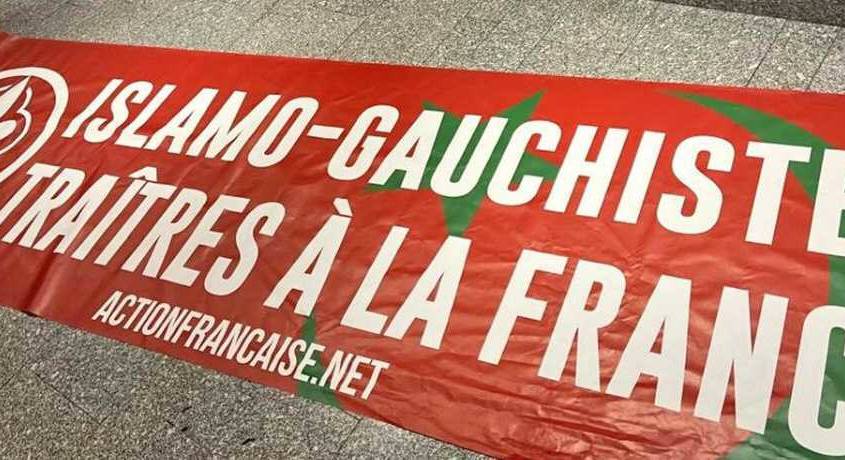 ISLAMO-GAUCHISTE
TRAÎTRES À LA FRANC
ACTIONFRANCAISE.NET